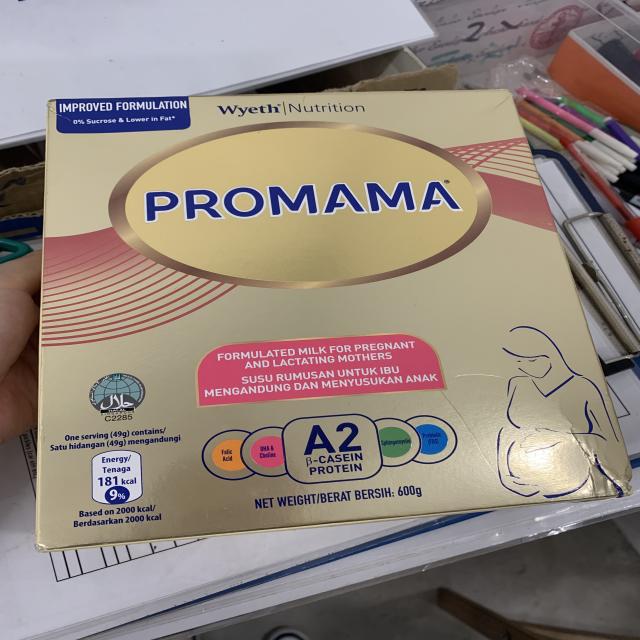 IMPROVED FORMULATION
0% Sucrose & Lower in Fat*
Wyeth® | Nutrition
PROMAMA®
FORMULATED MILK FOR PREGNANT
AND LACTATING MOTHERS
SUSU RUMUSAN UNTUK IBU
MENGANDUNG DAN MENYUSUKAN ANAK
حلال
C2285
One serving (49g) contains/
Satu hidangan (49g) mengandungi
Energy/
Tenaga
181 kcal
9%
Based on 2000 kcal/
Berdasarkan 2000 kcal
Folic
Acid
DHA &
Choline
A2
β-CASEIN
PROTEIN
Sphingomyelin
NET WEIGHT/BERAT BERSIH: 600g